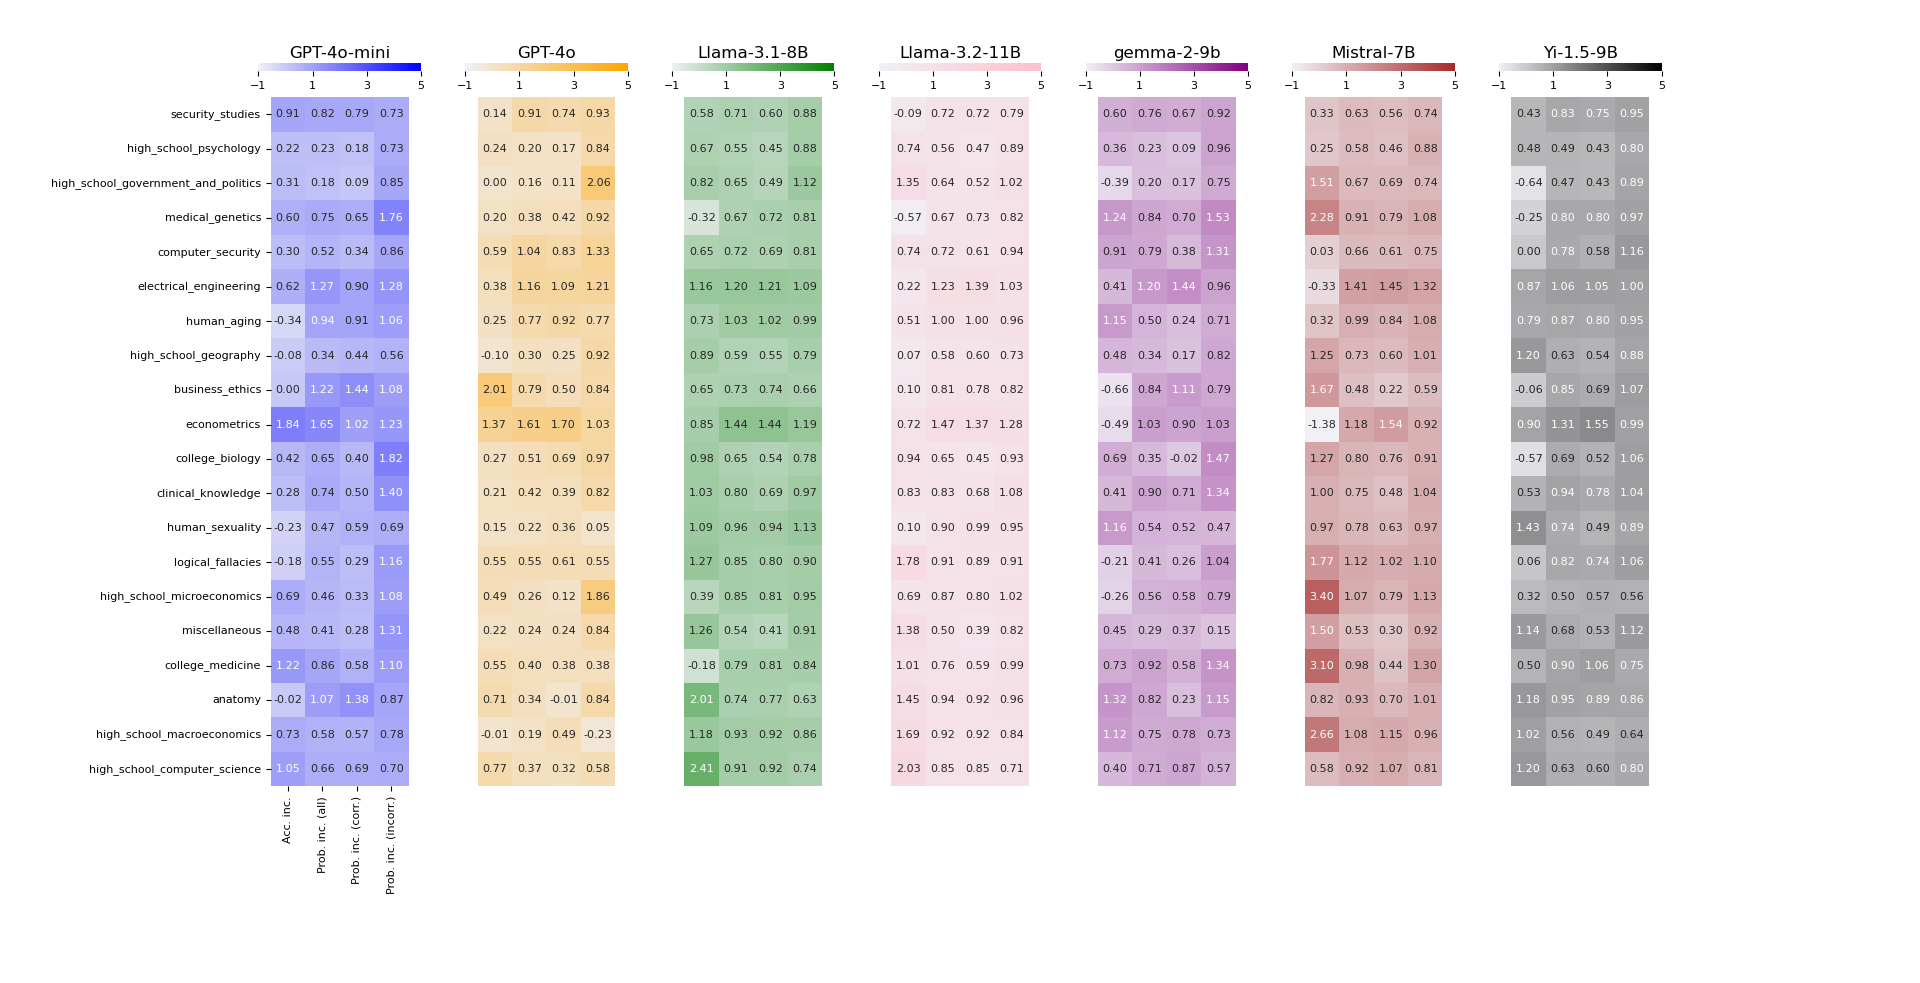 GPT-4o-mini GPT-4o Llama-3.1-8B Llama-3.2-11B gemma-2-9b Mistral-7B Yi-1.5-9B
−1 1 3 5 −1 1 3 5 −1 1 3 5 −1 1 3 5 −1 1 3 5 −1 1 3 5 −1 1 3 5
security_studies 0.91 0.82 0.79 0.73 0.14 0.91 0.74 0.93 0.58 0.71 0.60 0.88 -0.09 0.72 0.72 0.79 0.60 0.76 0.67 0.92 0.33 0.63 0.56 0.74 0.43 0.83 0.75 0.95
high_school_psychology 0.22 0.23 0.18 0.73 0.24 0.20 0.17 0.84 0.67 0.55 0.45 0.88 0.74 0.56 0.47 0.89 0.36 0.23 0.09 0.96 0.25 0.58 0.46 0.88 0.48 0.49 0.43 0.80
high_school_government_and_politics 0.31 0.18 0.09 0.85 0.00 0.16 0.11 2.06 0.82 0.65 0.49 1.12 1.35 0.64 0.52 1.02 -0.39 0.20 0.17 0.75 1.51 0.67 0.69 0.74 -0.64 0.47 0.43 0.89
medical_genetics 0.60 0.75 0.65 1.76 0.20 0.38 0.42 0.92 -0.32 0.67 0.72 0.81 -0.57 0.67 0.73 0.82 1.24 0.84 0.70 1.53 2.28 0.91 0.79 1.08 -0.25 0.80 0.80 0.97
computer_security 0.30 0.52 0.34 0.86 0.59 1.04 0.83 1.33 0.65 0.72 0.69 0.81 0.74 0.72 0.61 0.94 0.91 0.79 0.38 1.31 0.03 0.66 0.61 0.75 0.00 0.78 0.58 1.16
electrical_engineering 0.62 1.27 0.90 1.28 0.38 1.16 1.09 1.21 1.16 1.20 1.21 1.09 0.22 1.23 1.39 1.03 0.41 1.20 1.44 0.96 -0.33 1.41 1.45 1.32 0.87 1.06 1.05 1.00
human_aging -0.34 0.94 0.91 1.06 0.25 0.77 0.92 0.77 0.73 1.03 1.02 0.99 0.51 1.00 1.00 0.96 1.15 0.50 0.24 0.71 0.32 0.99 0.84 1.08 0.79 0.87 0.80 0.95
high_school_geography -0.08 0.34 0.44 0.56 -0.10 0.30 0.25 0.92 0.89 0.59 0.55 0.79 0.07 0.58 0.60 0.73 0.48 0.34 0.17 0.82 1.25 0.73 0.60 1.01 1.20 0.63 0.54 0.88
business_ethics 0.00 1.22 1.44 1.08 2.01 0.79 0.50 0.84 0.65 0.73 0.74 0.66 0.10 0.81 0.78 0.82 -0.66 0.84 1.11 0.79 1.67 0.48 0.22 0.59 -0.06 0.85 0.69 1.07
econometrics 1.84 1.65 1.02 1.23 1.37 1.61 1.70 1.03 0.85 1.44 1.44 1.19 0.72 1.47 1.37 1.28 -0.49 1.03 0.90 1.03 -1.38 1.18 1.54 0.92 0.90 1.31 1.55 0.99
college_biology 0.42 0.65 0.40 1.82 0.27 0.51 0.69 0.97 0.98 0.65 0.54 0.78 0.94 0.65 0.45 0.93 0.69 0.35 -0.02 1.47 1.27 0.80 0.76 0.91 -0.57 0.69 0.52 1.06
clinical_knowledge 0.28 0.74 0.50 1.40 0.21 0.42 0.39 0.82 1.03 0.80 0.69 0.97 0.83 0.83 0.68 1.08 0.41 0.90 0.71 1.34 1.00 0.75 0.48 1.04 0.53 0.94 0.78 1.04
human_sexuality -0.23 0.47 0.59 0.69 0.15 0.22 0.36 0.05 1.09 0.96 0.94 1.13 0.10 0.90 0.99 0.95 1.16 0.54 0.52 0.47 0.97 0.78 0.63 0.97 1.43 0.74 0.49 0.89
logical_fallacies -0.18 0.55 0.29 1.16 0.55 0.55 0.61 0.55 1.27 0.85 0.80 0.90 1.78 0.91 0.89 0.91 -0.21 0.41 0.26 1.04 1.77 1.12 1.02 1.10 0.06 0.82 0.74 1.06
high_school_microeconomics 0.69 0.46 0.33 1.08 0.49 0.26 0.12 1.86 0.39 0.85 0.81 0.95 0.69 0.87 0.80 1.02 -0.26 0.56 0.58 0.79 3.40 1.07 0.79 1.13 0.32 0.50 0.57 0.56
miscellaneous 0.48 0.41 0.28 1.31 0.22 0.24 0.24 0.84 1.26 0.54 0.41 0.91 1.38 0.50 0.39 0.82 0.45 0.29 0.37 0.15 1.50 0.53 0.30 0.92 1.14 0.68 0.53 1.12
college_medicine 1.22 0.86 0.58 1.10 0.55 0.40 0.38 0.38 -0.18 0.79 0.81 0.84 1.01 0.76 0.59 0.99 0.73 0.92 0.58 1.34 3.10 0.98 0.44 1.30 0.50 0.90 1.06 0.75
anatomy -0.02 1.07 1.38 0.87 0.71 0.34 -0.01 0.84 2.01 0.74 0.77 0.63 1.45 0.94 0.92 0.96 1.32 0.82 0.23 1.15 0.82 0.93 0.70 1.01 1.18 0.95 0.89 0.86
high_school_macroeconomics 0.73 0.58 0.57 0.78 -0.01 0.19 0.49 -0.23 1.18 0.93 0.92 0.86 1.69 0.92 0.92 0.84 1.12 0.75 0.78 0.73 2.66 1.08 1.15 0.96 1.02 0.56 0.49 0.64
high_school_computer_science 1.05 0.66 0.69 0.70 0.77 0.37 0.32 0.58 2.41 0.91 0.92 0.74 2.03 0.85 0.85 0.71 0.40 0.71 0.87 0.57 0.58 0.92 1.07 0.81 1.20 0.63 0.60 0.80
Acc. inc.
Prob. inc. (all)
Prob. inc. (corr.)
Prob. inc. (incorr.)